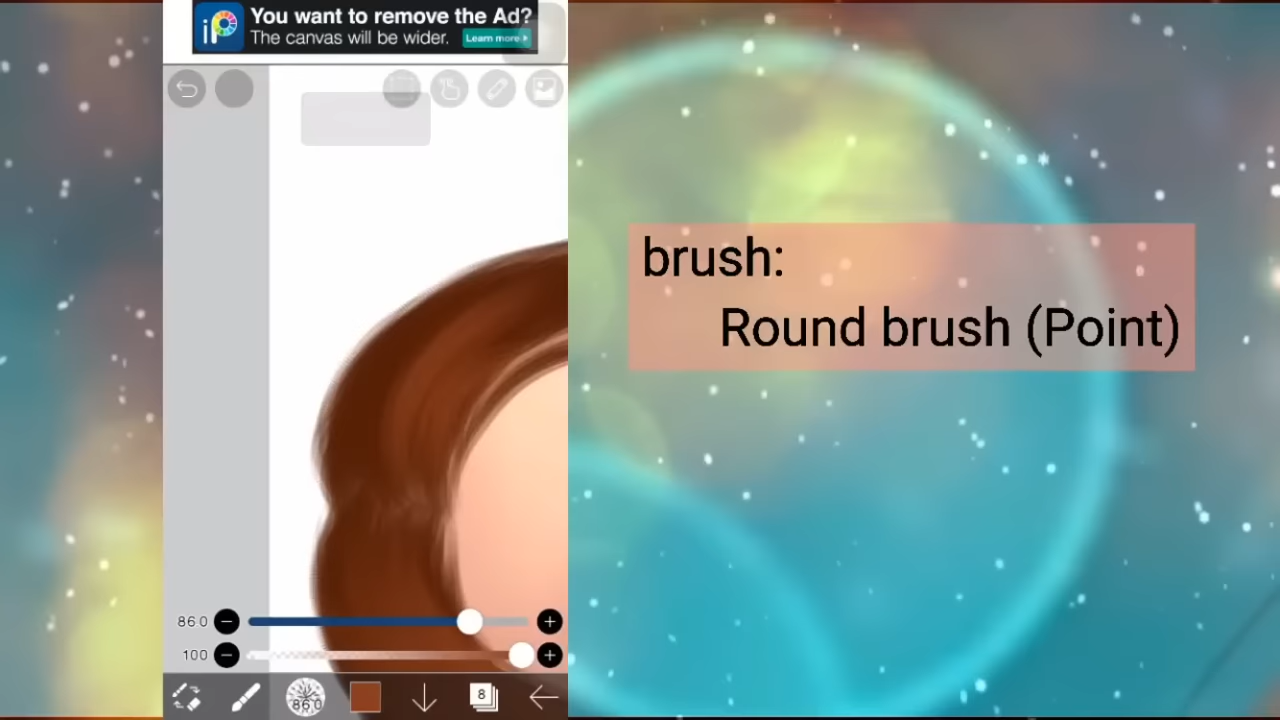 iP
You want to remove the Ad?
The canvas will be wider.
Learn more
brush:
Round brush (Point)
86.0
100
86.0
8